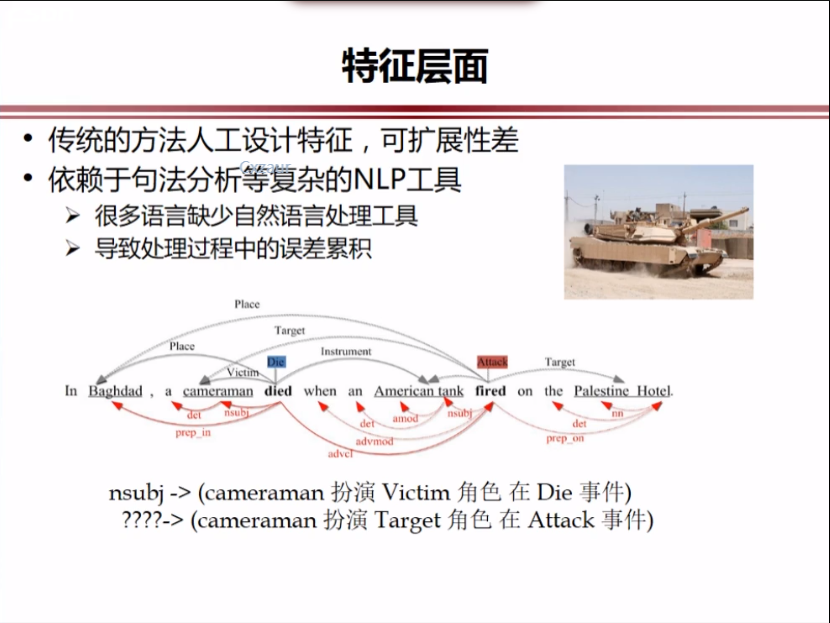 特征层面
• 传统的方法人工设计特征，可扩展性差
• 依赖于句法分析等复杂的NLP工具
➢ 很多语言缺少自然语言处理工具
➢ 导致处理过程中的误差累积
Place
Target
Place
Die
Instrument
Attack
Target
Victim
In Baghdad , a cameraman died when an American tank fired on the Palestine Hotel.
det
nsubj
det
amod
nsubj
det
nn
prep_in
advmod
prep_on
advcl
nsubj -> (cameraman 扮演 Victim 角色 在 Die 事件)
????-> (cameraman 扮演 Target 角色 在 Attack 事件)